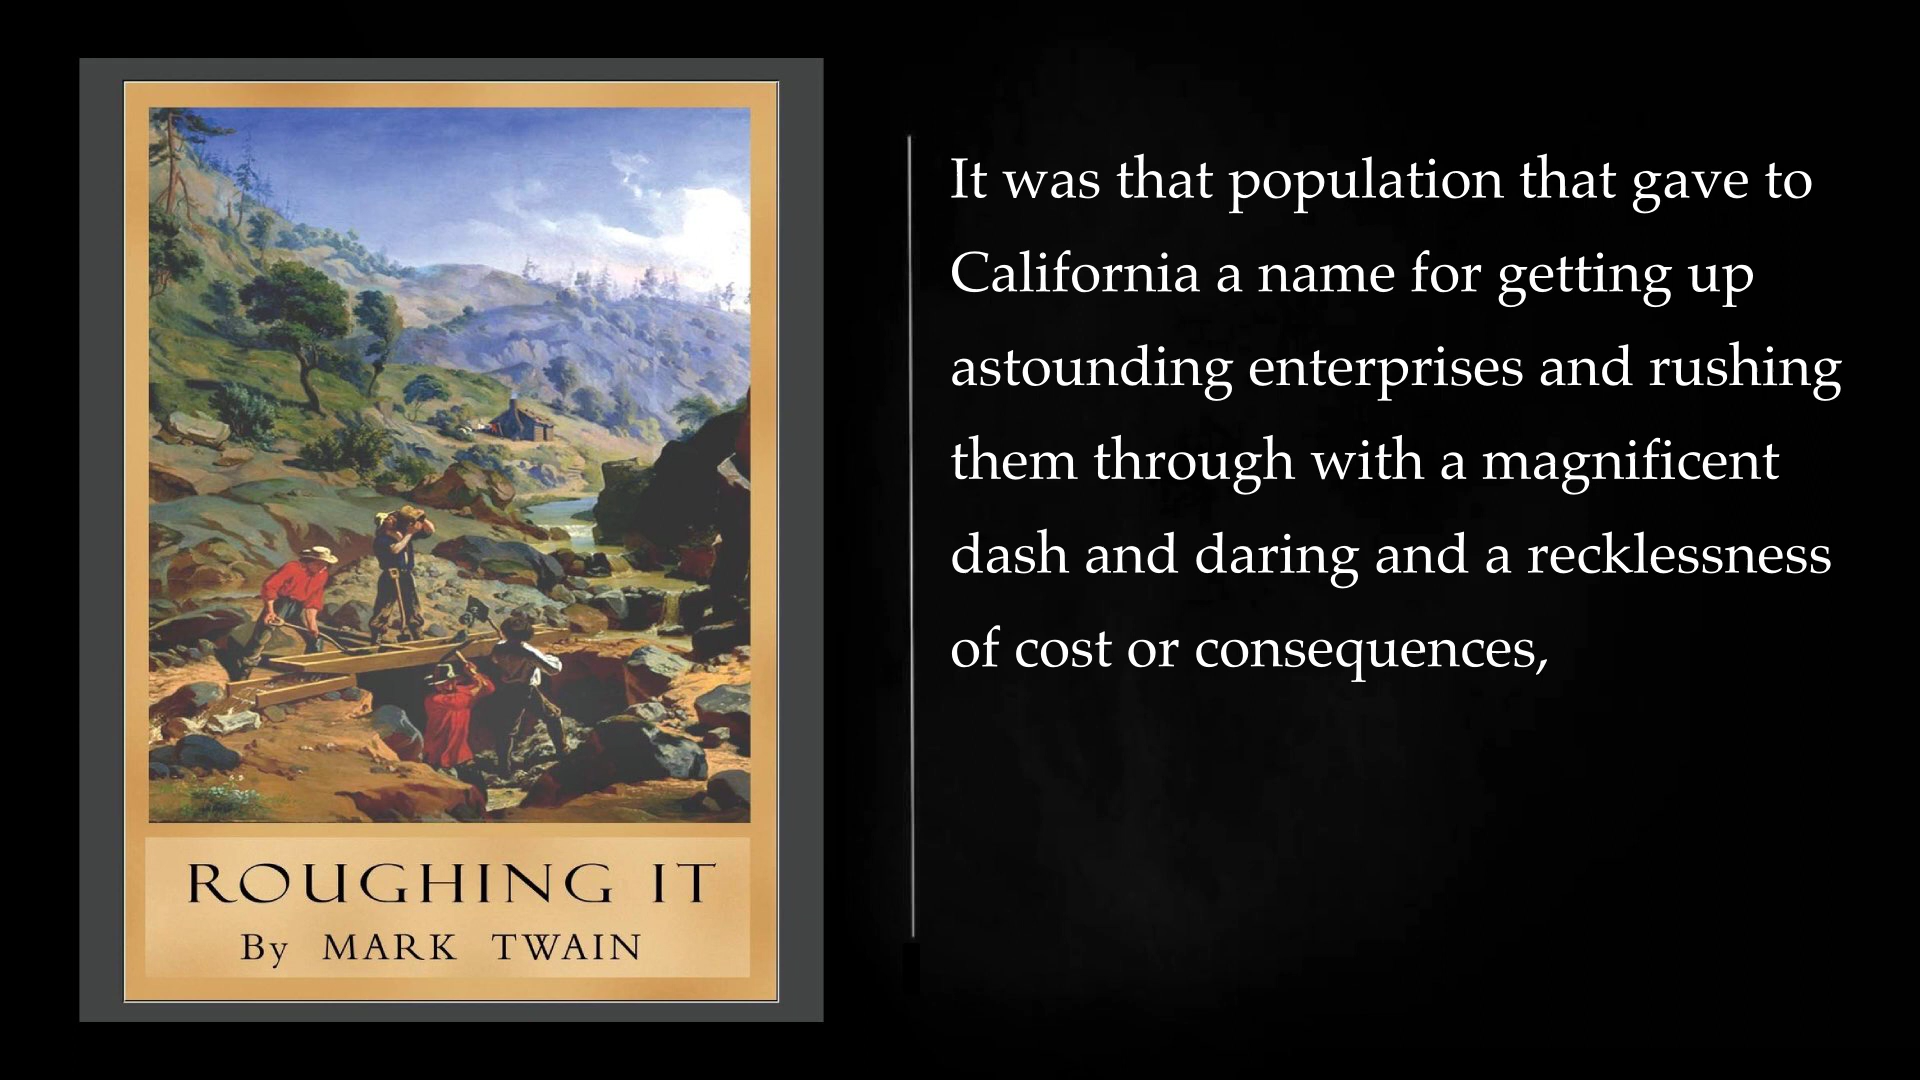 ROUGHING IT
By MARK TWAIN
It was that population that gave to
California a name for getting up
astounding enterprises and rushing
them through with a magnificent
dash and daring and a recklessness
of cost or consequences,